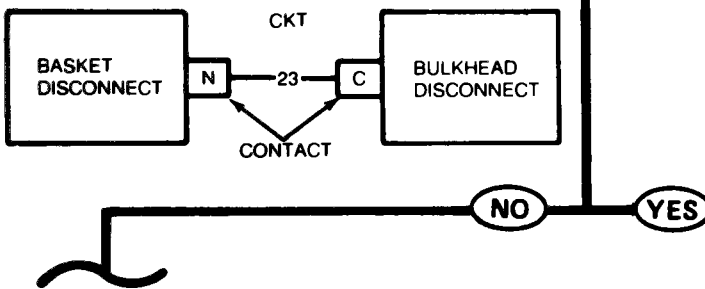 CKT
BASKET
DISCONNECT
N
23
C
BULKHEAD
DISCONNECT
CONTACT
NO
YES